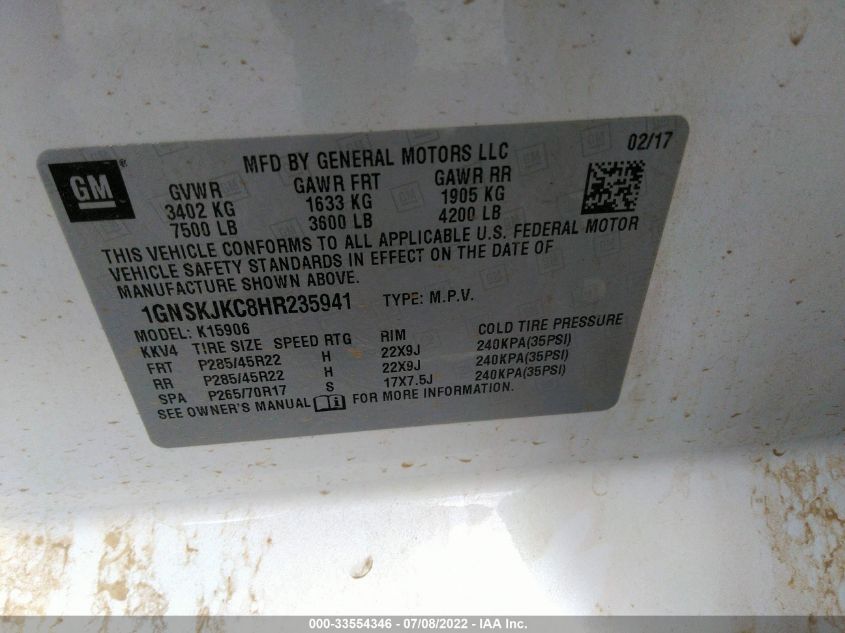 GM
®
02/17
MFD BY GENERAL MOTORS LLC
GVWR GAWR FRT GAWR RR
3402 KG 1633 KG 1905 KG
7500 LB 3600 LB 4200 LB
THIS VEHICLE CONFORMS TO ALL APPLICABLE U.S. FEDERAL MOTOR
VEHICLE SAFETY STANDARDS IN EFFECT ON THE DATE OF
MANUFACTURE SHOWN ABOVE.
1GNSKJKC8HR235941 TYPE: M.P.V.
MODEL: K15906
KKV4 TIRE SIZE SPEED RTG RIM COLD TIRE PRESSURE
FRT P285/45R22 H 22X9J 240KPA(35PSI)
RR P285/45R22 H 22X9J 240KPA(35PSI)
SPA P265/70R17 S 17X7.5J 240KPA(35PSI)
SEE OWNER'S MANUAL FOR MORE INFORMATION.
000-33554346 - 07/08/2022 - IAA Inc.